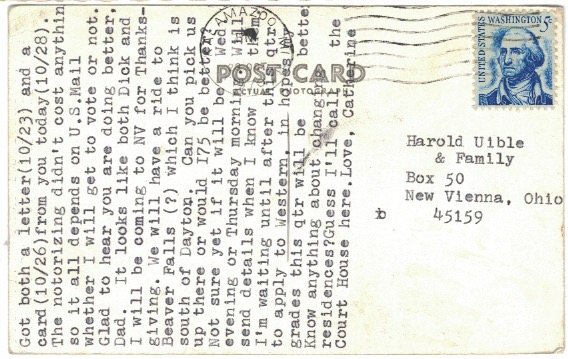 Got both a letter(10/23) and a
card(10/26)from you today(10/28).
The notorizing didn't cost anythin
so it all depends on U.S.Mail
whether I will get to vote or not.
Glad to hear you are doing better,
Dad. It looks like both Dick and
I will be coming to NV for Thanks-
giving. We will have a ride to
Beaver Falls (?) which I think is
south of Dayton. Can you pick us
up there or would I75 be better
Not sure yet if it will be Wed
evening or Thursday morning Will
send details when I know them
I'm waiting until after this qtr
to apply to Western, in hopes my
grades this qtr will be better
Know anything about changing
residences?Guess I'll call the
Court House here.Love, Catherine
KALAMAZOO
POST CARD
UNITED STATES
WASHINGTON
5c
Harold Uible
& Family
Box 50
New Vienna, Ohio
45159